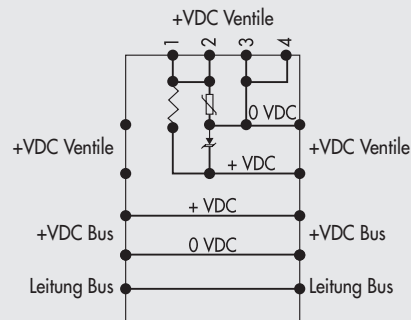 +VDC Ventile
1 2 3 4
0 VDC
+VDC Ventile +VDC Ventile
+ VDC
+ VDC
+VDC Bus +VDC Bus
0 VDC
Leitung Bus Leitung Bus